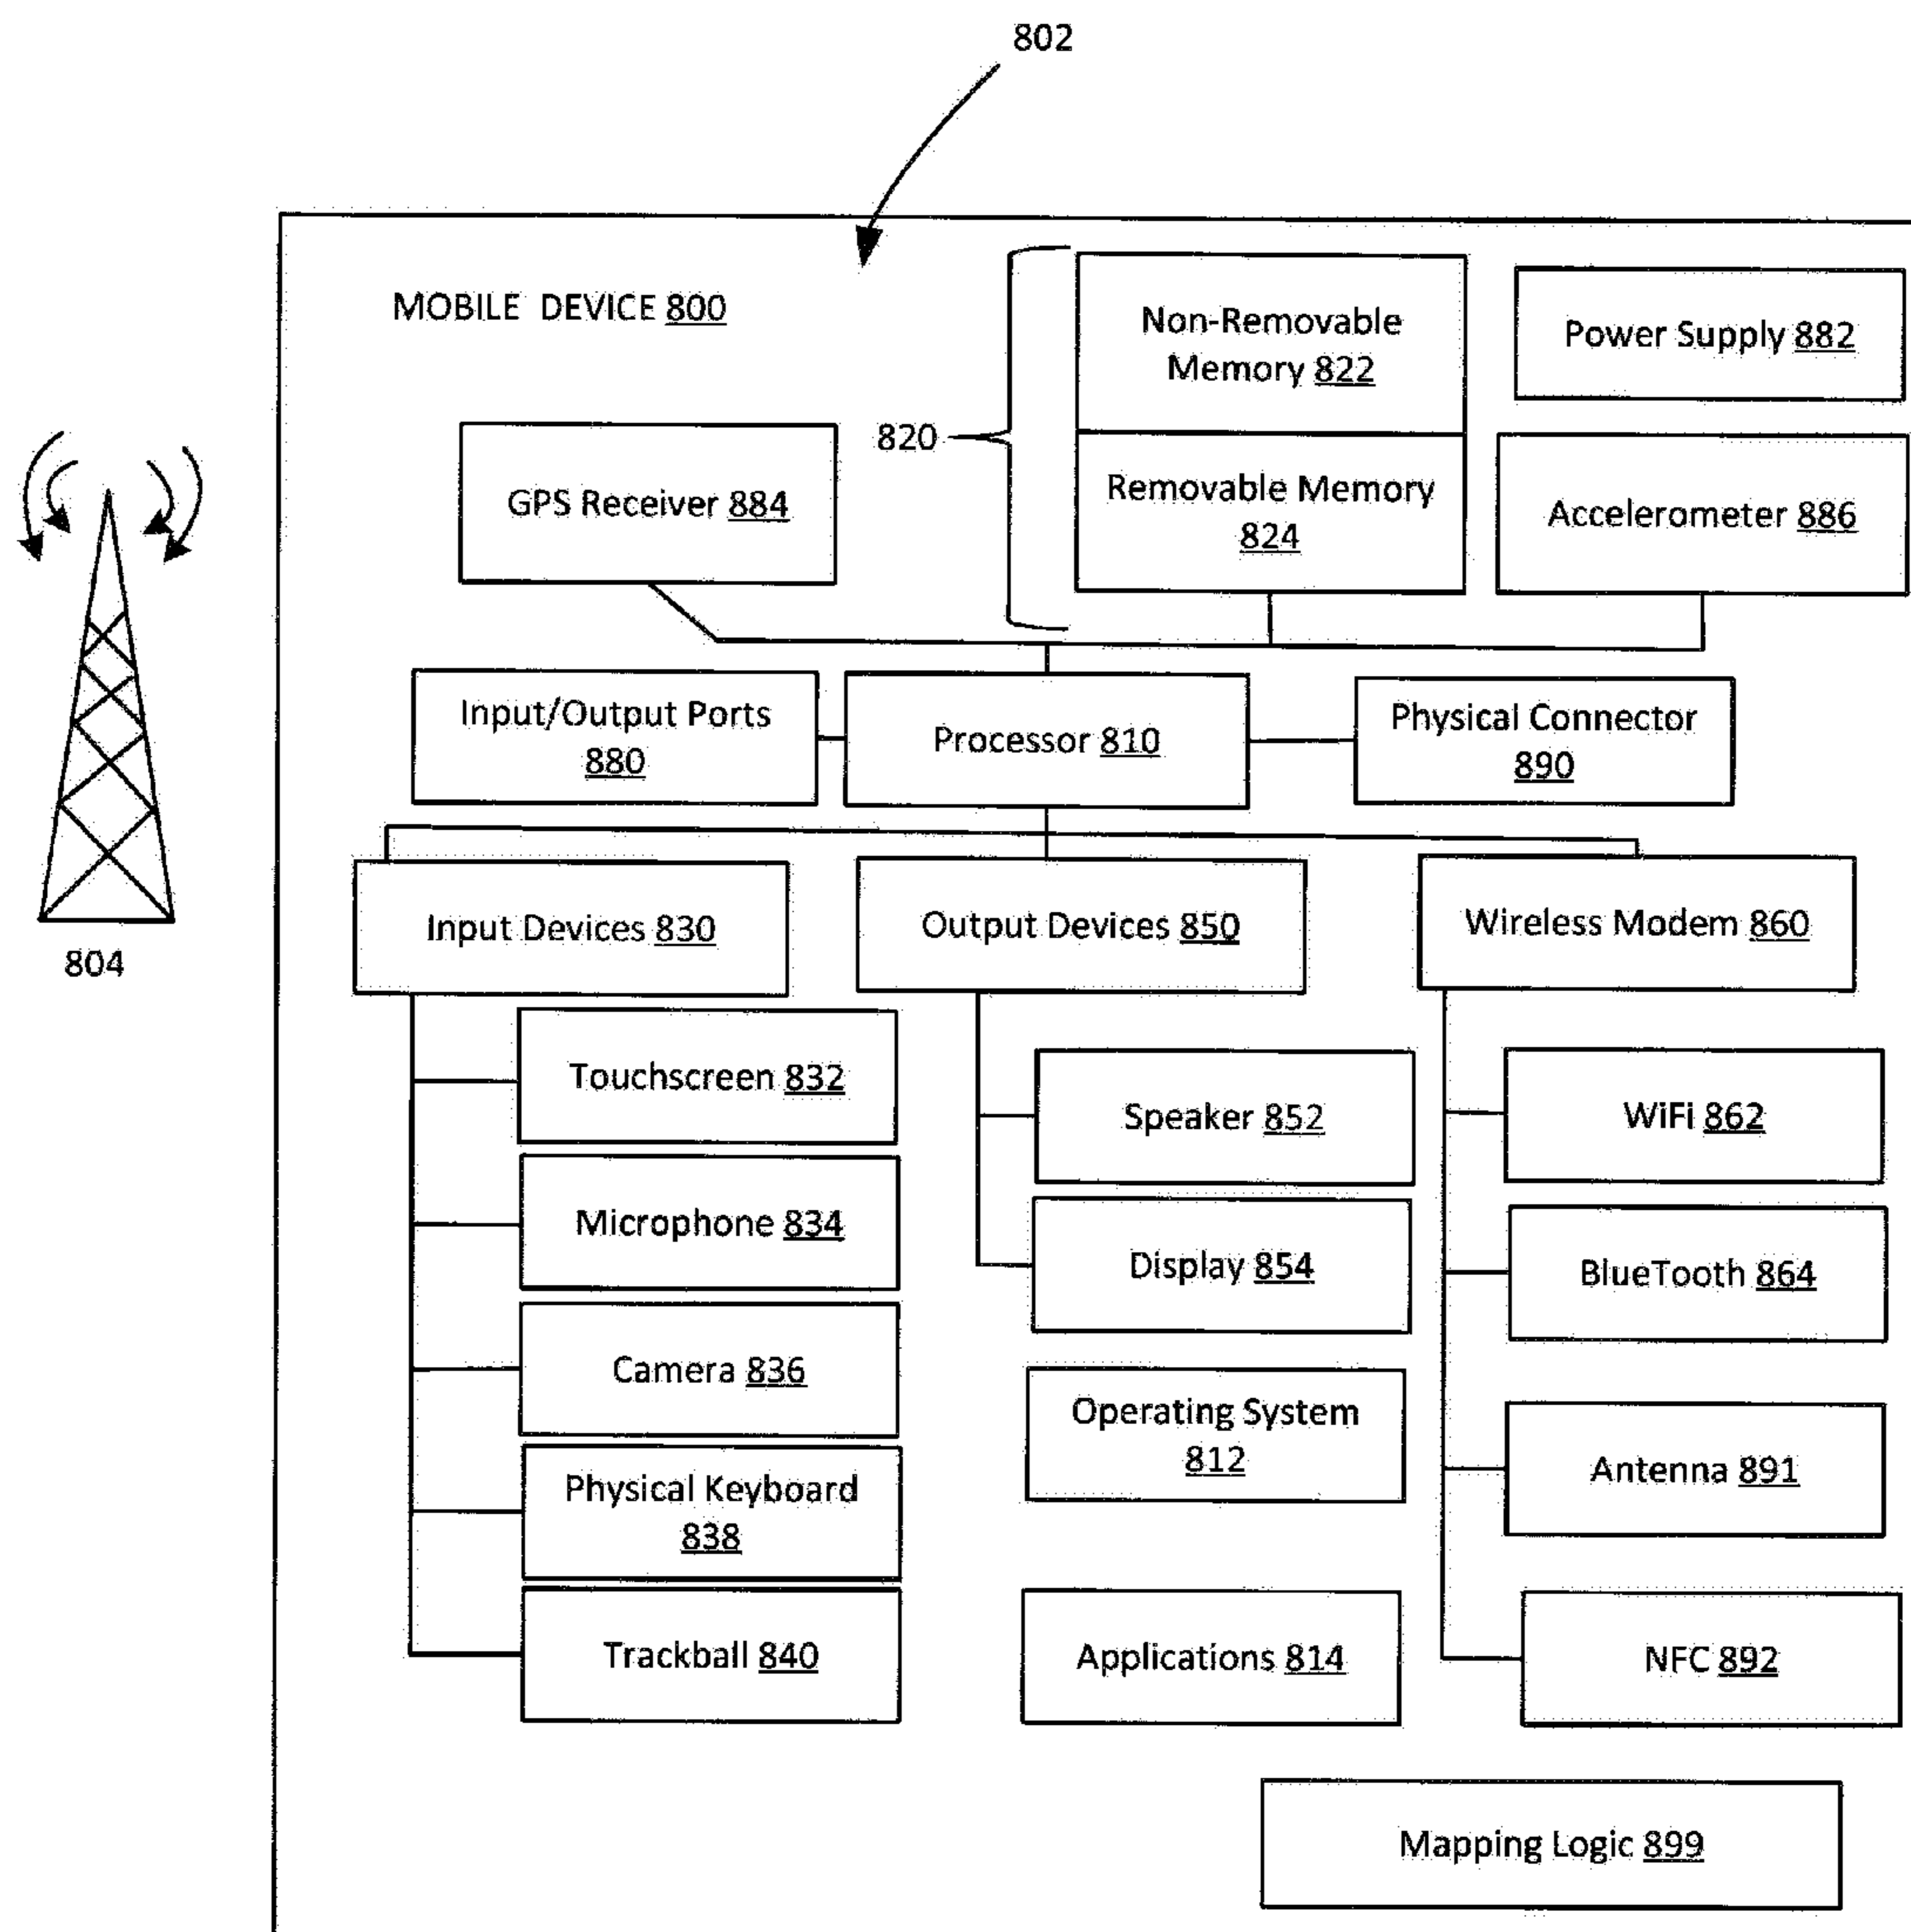 802
MOBILE DEVICE 800
Non-Removable
Memory 822
Power Supply 882
820
GPS Receiver 884
Removable Memory
824
Accelerometer 886
Input/Output Ports
880
Processor 810
Physical Connector
890
804
Input Devices 830
Output Devices 850
Wireless Modem 860
Touchscreen 832
Speaker 852
WiFi 862
Microphone 834
Display 854
BlueTooth 864
Camera 836
Operating System
812
Antenna 891
Physical Keyboard
838
Trackball 840
Applications 814
NFC 892
Mapping Logic 899